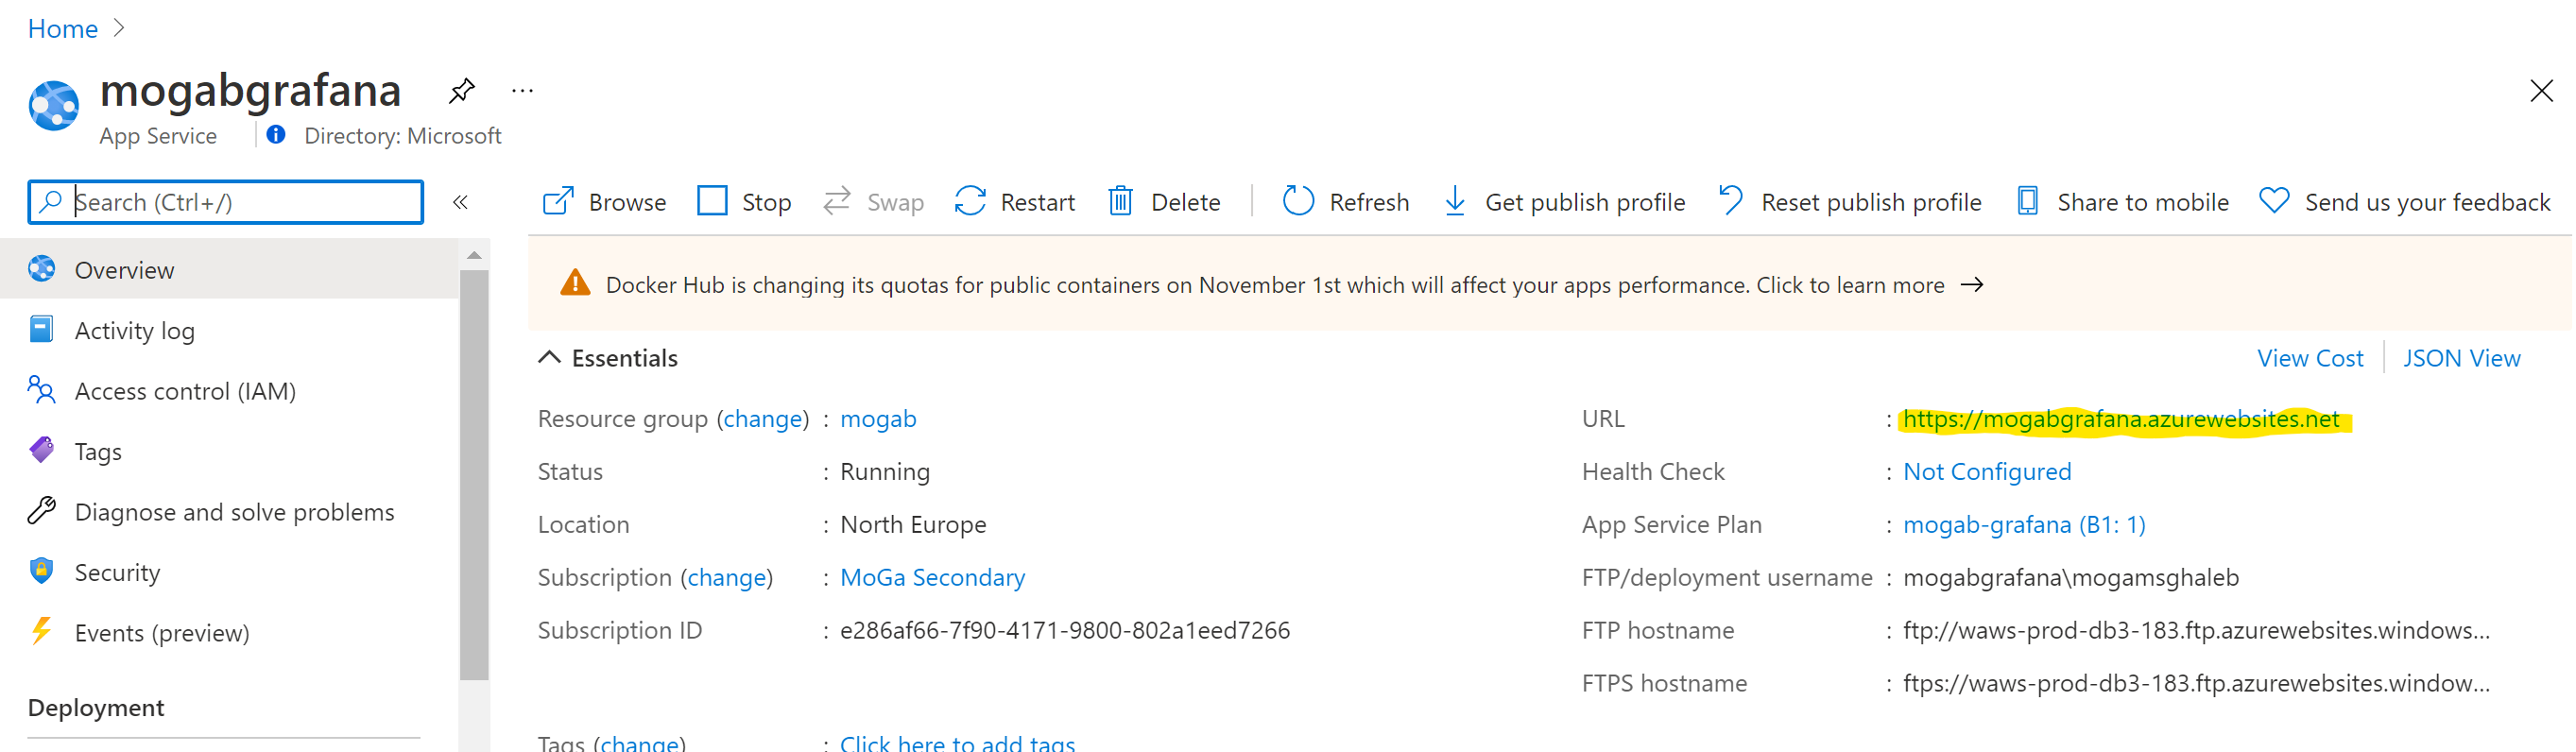 Home
mogabgrafana ...
App Service Directory: Microsoft
Search (Ctrl+/) «
Browse Stop Swap Restart Delete Refresh Get publish profile Reset publish profile Share to mobile Send us your feedback
Overview
Activity log
Access control (IAM)
Tags
Diagnose and solve problems
Security
Events (preview)
Deployment
Docker Hub is changing its quotas for public containers on November 1st which will affect your apps performance. Click to learn more →
Essentials
View Cost JSON View
Resource group (change) : mogab
Status : Running
Location : North Europe
Subscription (change) : MoGa Secondary
Subscription ID : e286af66-7f90-4171-9800-802a1eed7266
URL : https://mogabgrafana.azurewebsites.net
Health Check : Not Configured
App Service Plan : mogab-grafana (B1: 1)
FTP/deployment username : mogabgrafana\mogamsghaleb
FTP hostname : ftp://waws-prod-db3-183.ftp.azurewebsites.windows...
FTPS hostname : ftps://waws-prod-db3-183.ftp.azurewebsites.window...
Tags (change) : Click here to add tags